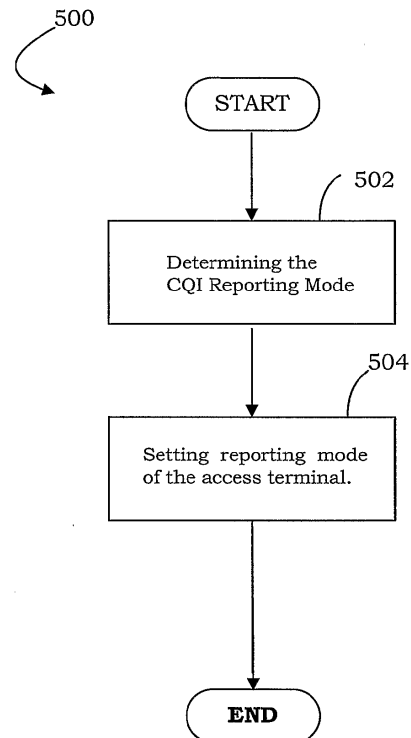 500
START
502
Determining the
CQI Reporting Mode
504
Setting reporting mode
of the access terminal.
END